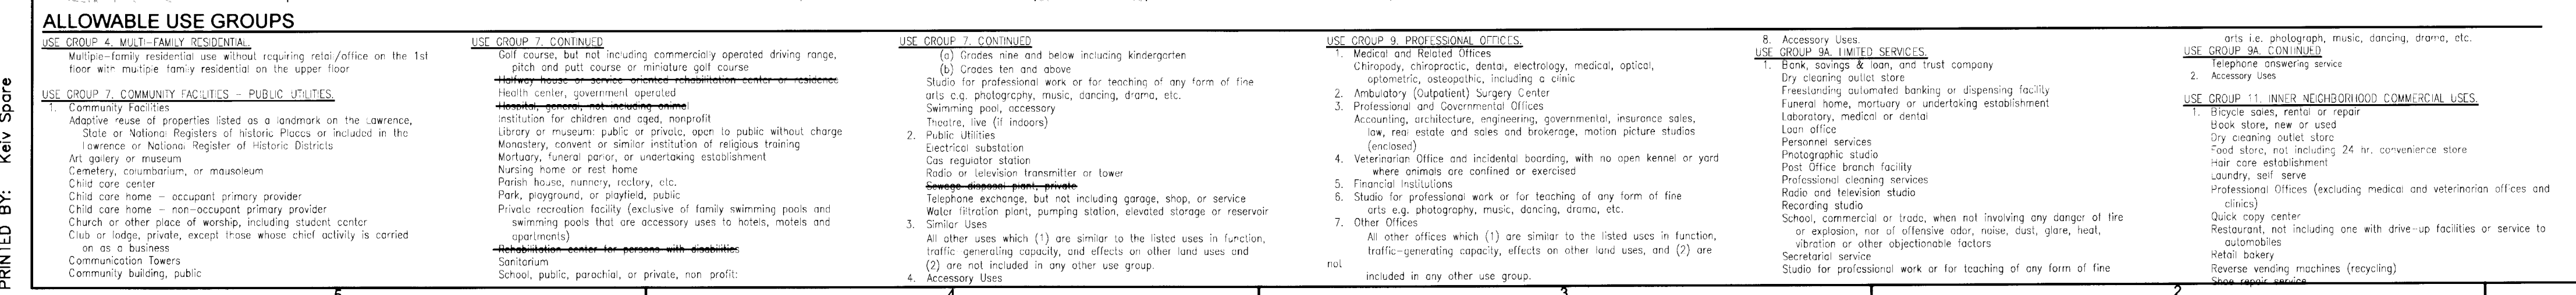 ALLOWABLE USE GROUPS
USE GROUP 4. MULTI-FAMILY RESIDENTIAL.
Multiple-family residential use without requiring retail/office on the 1st
floor with multiple family residential on the upper floor
USE GROUP 7. COMMUNITY FACILITIES - PUBLIC UTILITIES.
1. Community Facilities
Adaptive reuse of properties listed as a landmark on the Lawrence,
State or National Registers of historic Places or included in the
Lawrence or National Register of Historic Districts
Art gallery or museum
Cemetery, columbarium, or mausoleum
Child care center
Child care home - occupant primary provider
Child care home - non-occupant primary provider
Church or other place of worship, including student center
Club or lodge, private, except those whose chief activity is carried
on as a business
Communication Towers
Community building, public
USE GROUP 7. CONTINUED
Golf course, but not including commercially operated driving range,
pitch and putt course or miniature golf course
Halfway house or service oriented rehabilitation center or residence
Health center, government operated
Hospital, general, not including animal
Institution for children and aged, nonprofit
Library or museum: public or private, open to public without charge
Monastery, convent or similar institution of religious training
Mortuary, funeral parlor, or undertaking establishment
Nursing home or rest home
Parish house, nunnery, rectory, etc.
Park, playground, or playfield, public
Private recreation facility (exclusive of family swimming pools and
swimming pools that are accessory uses to hotels, motels and
apartments)
Rehabilitation center for persons with disabilities
Sanitarium
School, public, parochial, or private, non profit:
USE GROUP 7. CONTINUED
(a) Grades nine and below including kindergarten
(b) Grades ten and above
Studio for professional work or for teaching of any form of fine
arts e.g. photography, music, dancing, drama, etc.
Swimming pool, accessory
Theatre, live (if indoors)
2. Public Utilities
Electrical substation
Gas regulator station
Radio or television transmitter or tower
Sewage disposal plant, private
Telephone exchange, but not including garage, shop, or service
Water filtration plant, pumping station, elevated storage or reservoir
3. Similar Uses
All other uses which (1) are similar to the listed uses in function,
traffic generating capacity, and effects on other land uses and
(2) are not included in any other use group.
4. Accessory Uses
USE GROUP 9. PROFESSIONAL OFFICES.
1. Medical and Related Offices
Chiropody, chiropractic, dental, electrology, medical, optical,
optometric, osteopathic, including a clinic
2. Ambulatory (Outpatient) Surgery Center
3. Professional and Governmental Offices
Accounting, architecture, engineering, governmental, insurance sales,
law, real estate and sales and brokerage, motion picture studios
(enclosed)
4. Veterinarian Office and incidental boarding, with no open kennel or yard
where animals are confined or exercised
5. Financial Institutions
6. Studio for professional work or for teaching of any form of fine
arts e.g. photography, music, dancing, drama, etc.
7. Other Offices
All other offices which (1) are similar to the listed uses in function,
traffic-generating capacity, effects on other land uses, and (2) are
not
included in any other use group.
8. Accessory Uses.
USE GROUP 9A. LIMITED SERVICES.
1. Bank, savings & loan, and trust company
Dry cleaning outlet store
Freestanding automated banking or dispensing facility
Funeral home, mortuary or undertaking establishment
Laboratory, medical or dental
Loan office
Personnel services
Photographic studio
Post Office branch facility
Professional cleaning services
Radio and television studio
Recording studio
School, commercial or trade, when not involving any danger of fire
or explosion, nor of offensive odor, noise, dust, glare, heat,
vibration or other objectionable factors
Secretarial service
Studio for professional work or for teaching of any form of fine
arts i.e. photograph, music, dancing, drama, etc.
USE GROUP 9A. CONTINUED
Telephone answering service
2. Accessory Uses
USE GROUP 11. INNER NEIGHBORHOOD COMMERCIAL USES.
1. Bicycle sales, rental or repair
Book store, new or used
Dry cleaning outlet store
Food store, not including 24 hr. convenience store
Hair care establishment
Laundry, self serve
Professional Offices (excluding medical and veterinarian offices and
clinics)
Quick copy center
Restaurant, not including one with drive-up facilities or service to
automobiles
Retail bakery
Reverse vending machines (recycling)
Shoe repair service
PRINTED BY: Kelv Spare
5
4
3
2